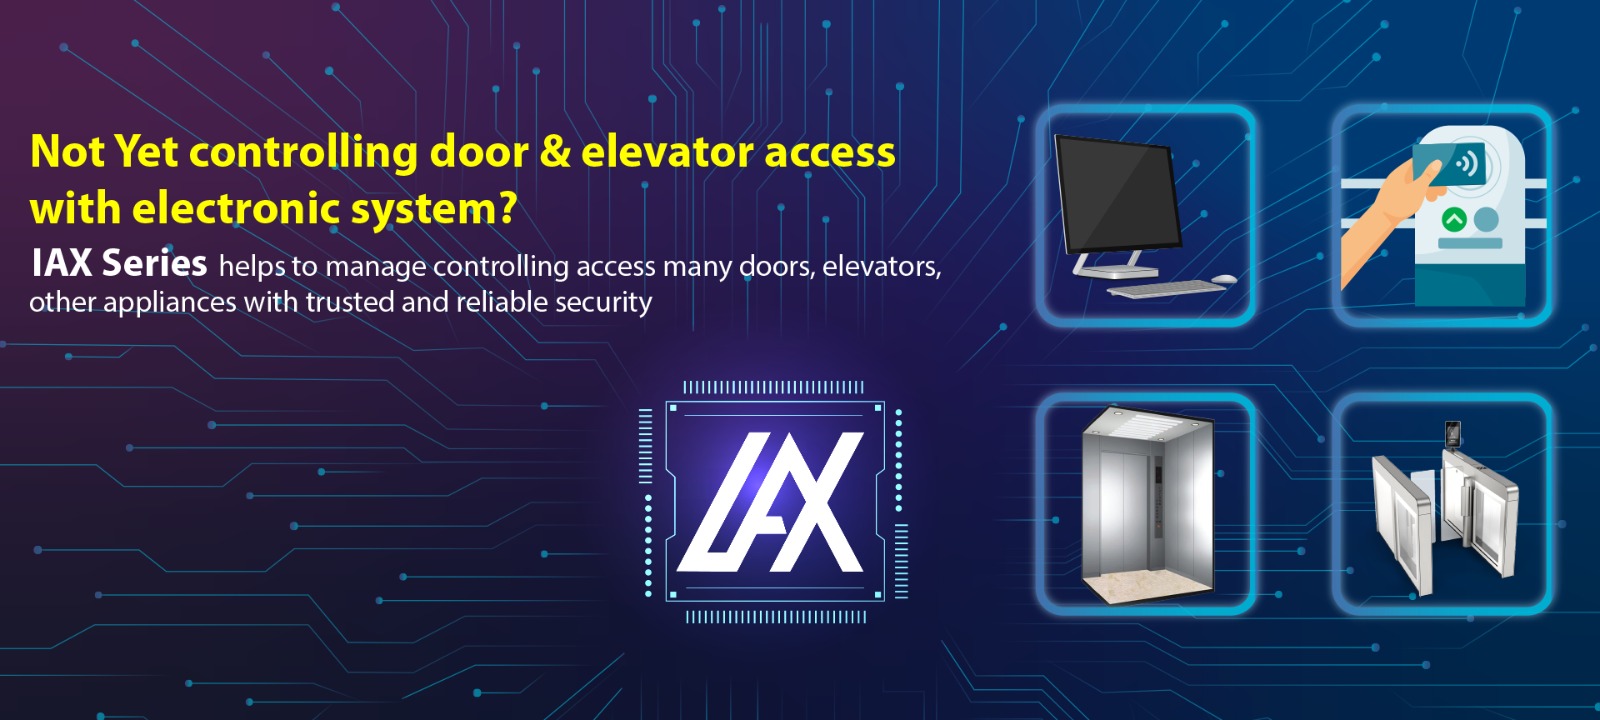 Not Yet controlling door & elevator access
with electronic system?
IAX Series helps to manage controlling access many doors, elevators,
other appliances with trusted and reliable security
IAX